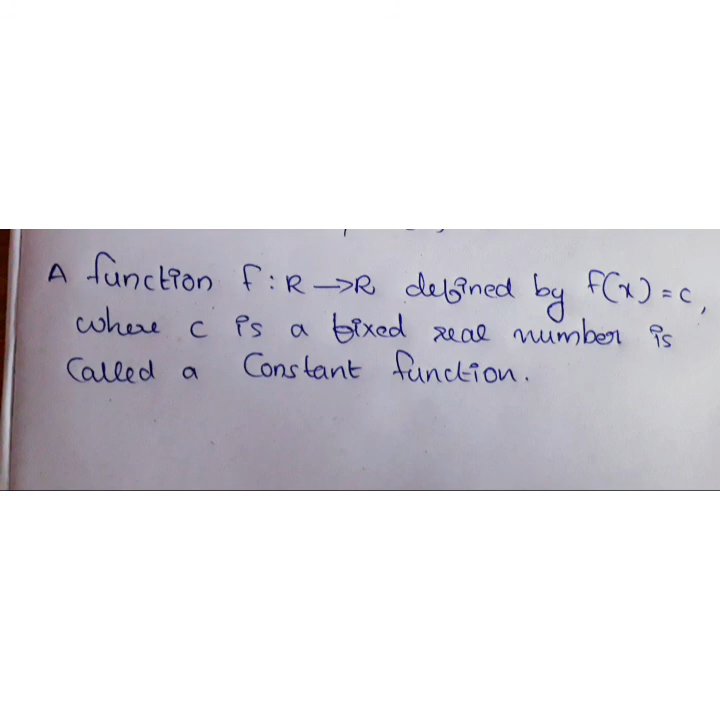 A function f : R → R defined by f(x) = c,
where c is a fixed real number is
Called a Constant function.